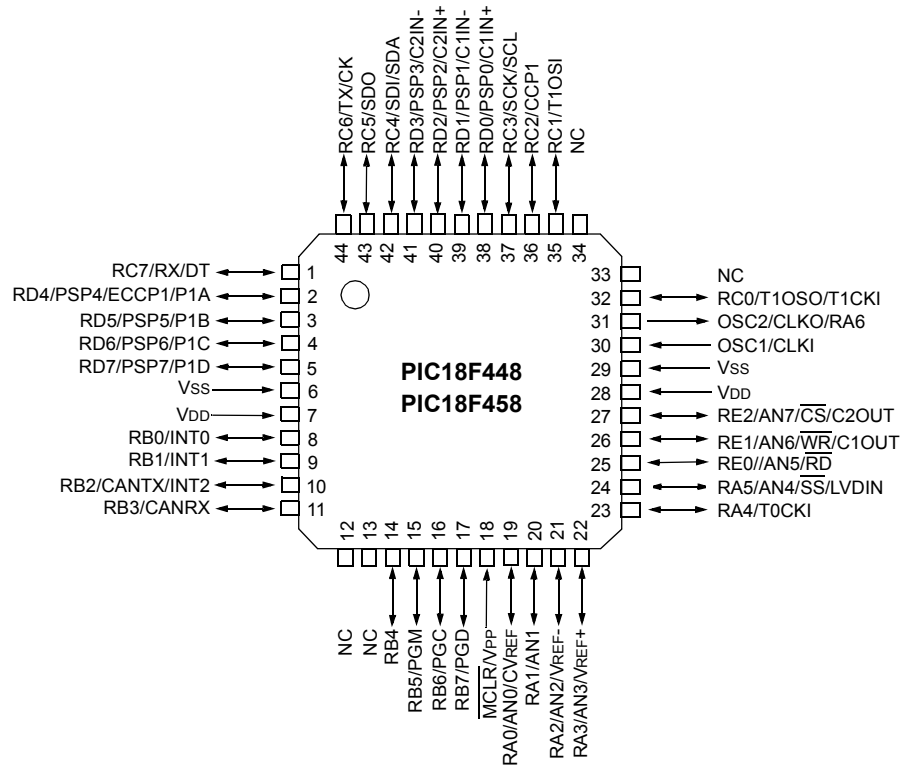 RC6/TX/CK
RC5/SDO
RC4/SDI/SDA
RD3/PSP3/C2IN-
RD2/PSP2/C2IN+
RD1/PSP1/C1IN-
RD0/PSP0/C1IN+
RC3/SCK/SCL
RC2/CCP1
RC1/T1OSI
NC
44
43
42
41
40
39
38
37
36
35
34
RC7/RX/DT 1
RD4/PSP4/ECCP1/P1A 2
RD5/PSP5/P1B 3
RD6/PSP6/P1C 4
RD7/PSP7/P1D 5
VSS 6
VDD 7
RB0/INT0 8
RB1/INT1 9
RB2/CANTX/INT2 10
RB3/CANRX 11
PIC18F448
PIC18F458
33 NC
32 RC0/T1OSO/T1CKI
31 OSC2/CLKO/RA6
30 OSC1/CLKI
29 VSS
28 VDD
27 RE2/AN7/CS/C2OUT
26 RE1/AN6/WR/C1OUT
25 RE0//AN5/RD
24 RA5/AN4/SS/LVDIN
23 RA4/T0CKI
12
13
14
15
16
17
18
19
20
21
22
NC
NC
RB4
RB5/PGM
RB6/PGC
RB7/PGD
MCLR/VPP
RA0/AN0/CVREF
RA1/AN1
RA2/AN2/VREF-
RA3/AN3/VREF+